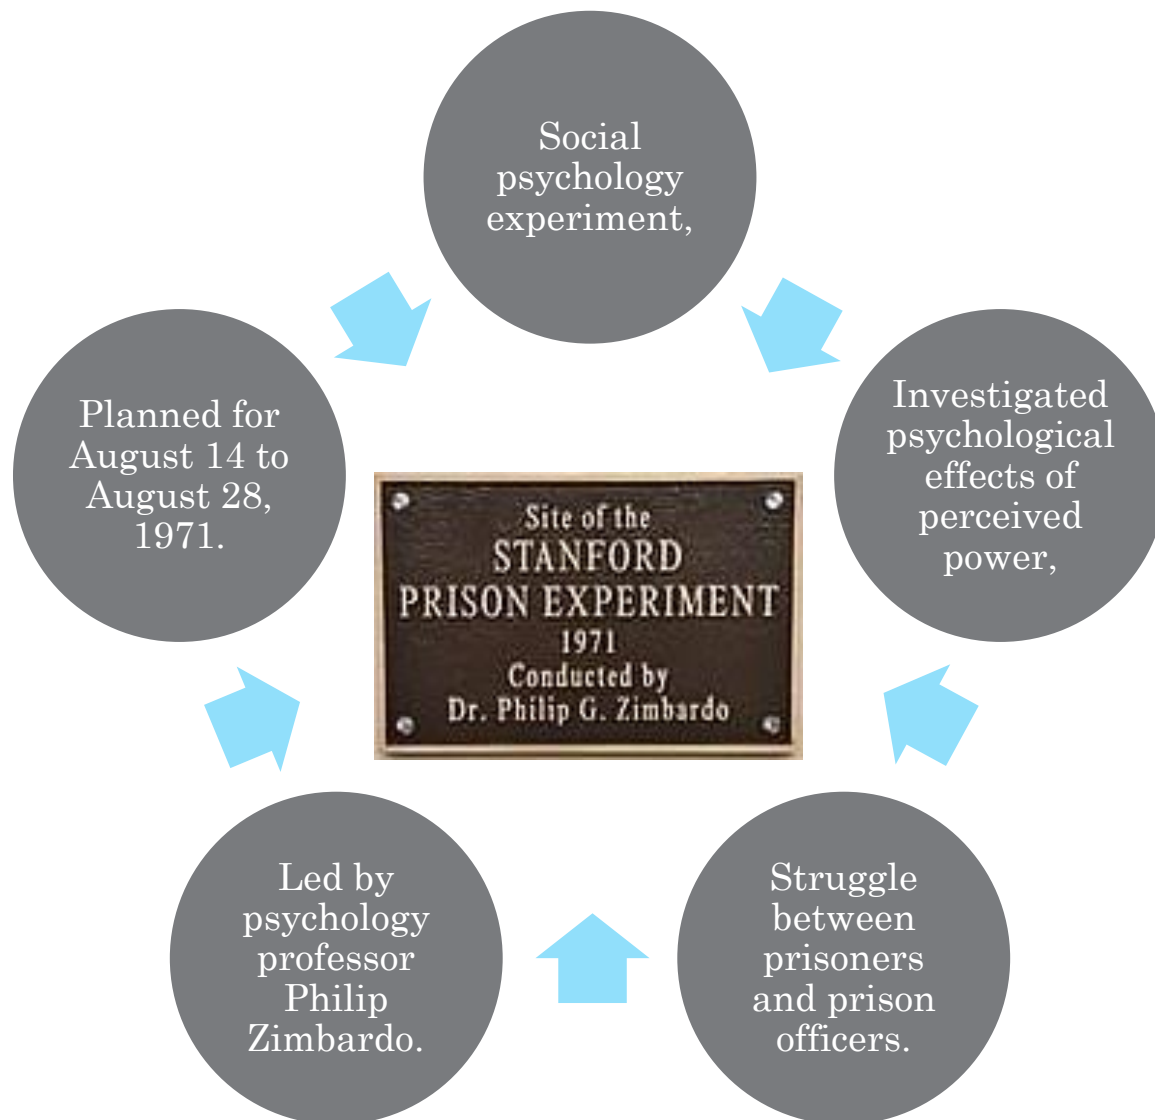 Social
psychology
experiment,
Investigated
psychological
effects of
perceived
power,
Struggle
between
prisoners
and prison
officers.
Led by
psychology
professor
Philip
Zimbardo.
Planned for
August 14 to
August 28,
1971.
Site of the
STANFORD
PRISON EXPERIMENT
1971
Conducted by
Dr. Philip G. Zimbardo